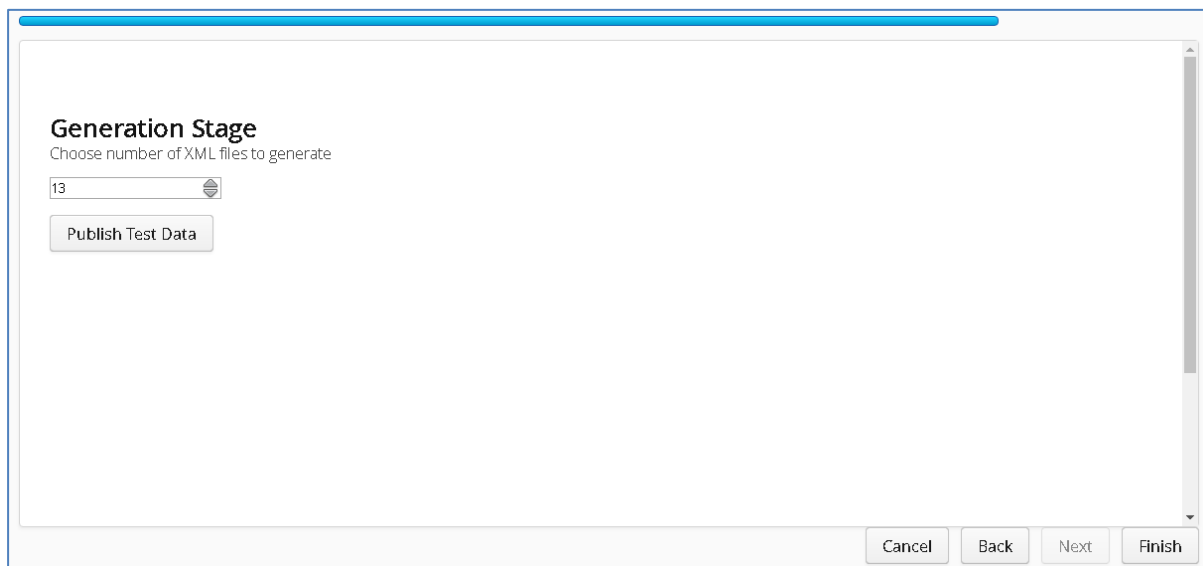 Generation Stage
Choose number of XML files to generate
13
Publish Test Data
Cancel Back Next Finish